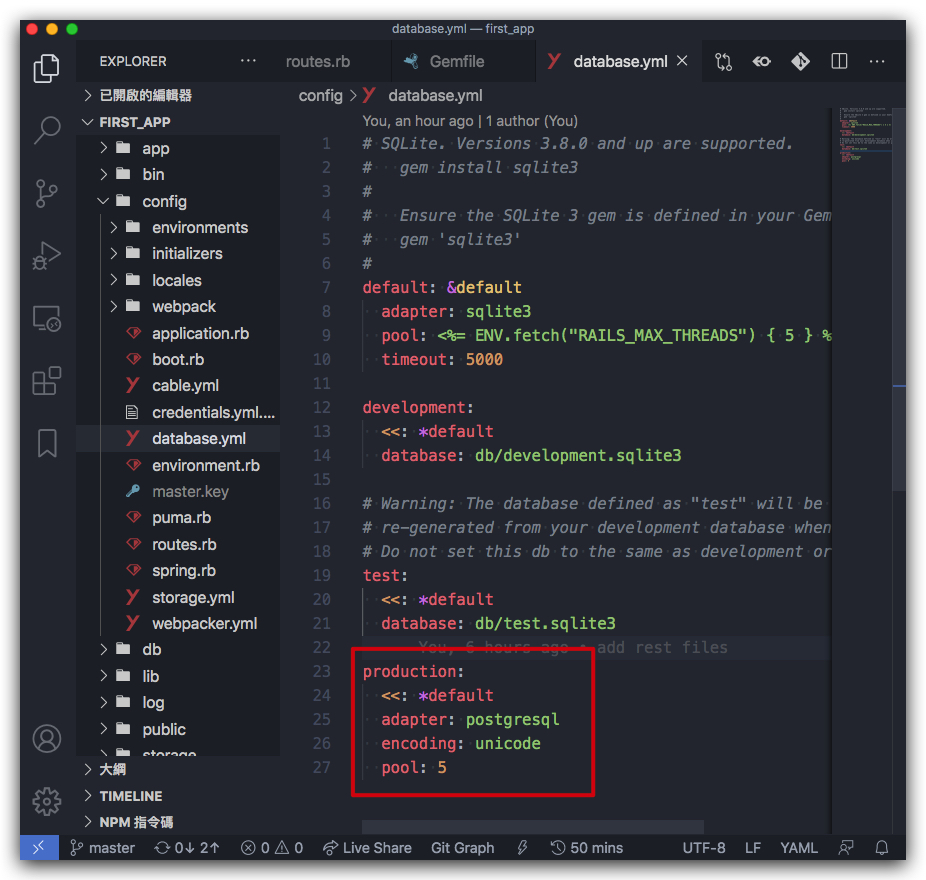 database.yml — first_app
EXPLORER
routes.rb
Gemfile
database.yml
已開啟的編輯器
FIRST_APP
app
bin
config
environments
initializers
locales
webpack
application.rb
boot.rb
cable.yml
credentials.yml....
database.yml
environment.rb
master.key
puma.rb
routes.rb
spring.rb
storage.yml
webpacker.yml
db
lib
log
public
storage
大綱
TIMELINE
NPM 指令碼
config > database.yml
You, an hour ago | 1 author (You)
1 # SQLite. Versions 3.8.0 and up are supported.
2 #   gem install sqlite3
3 #
4 #   Ensure the SQLite 3 gem is defined in your Gem
5 #   gem 'sqlite3'
6 #
7 default: &default
8   adapter: sqlite3
9   pool: <%= ENV.fetch("RAILS_MAX_THREADS") { 5 } %
10   timeout: 5000
11
12 development:
13   <<: *default
14   database: db/development.sqlite3
15
16 # Warning: The database defined as "test" will be
17 # re-generated from your development database when
18 # Do not set this db to the same as development or
19 test:
20   <<: *default
21   database: db/test.sqlite3
22 You, 6 hours ago • add rest files
23 production:
24   <<: *default
25   adapter: postgresql
26   encoding: unicode
27   pool: 5
master 0↓ 2↑ 0 0 Live Share Git Graph 50 mins UTF-8 LF YAML